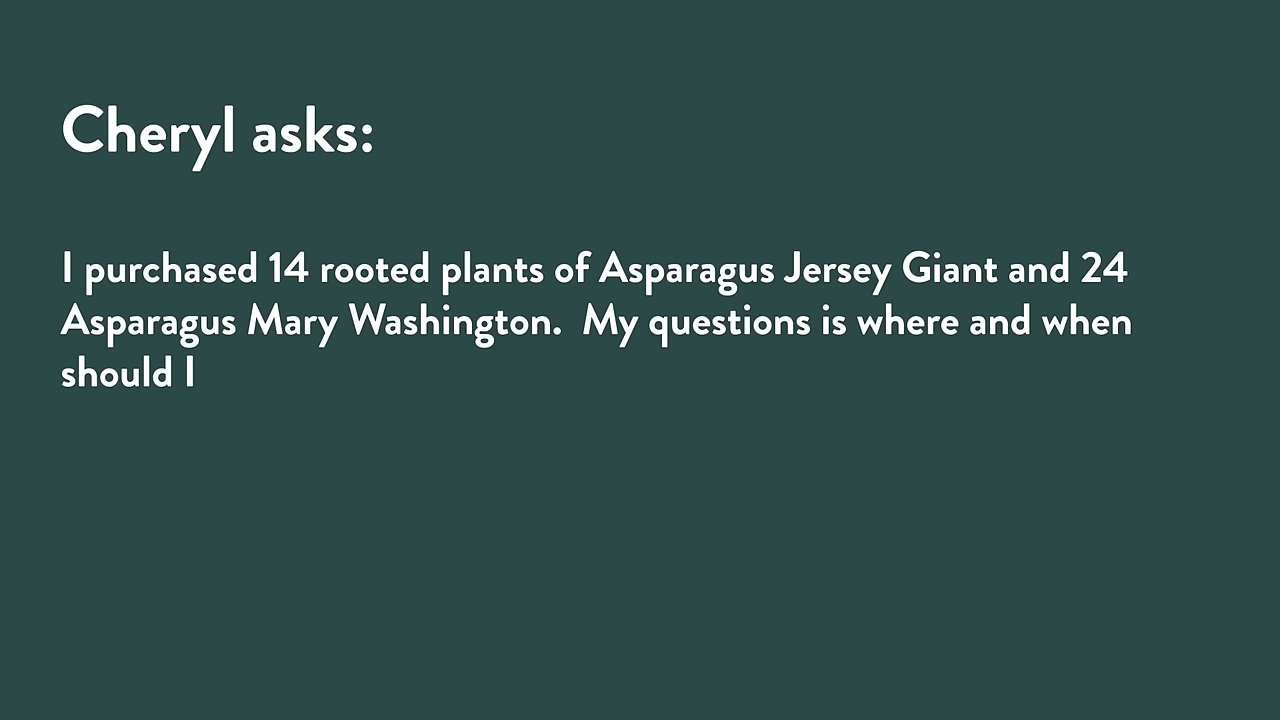 Cheryl asks:
I purchased 14 rooted plants of Asparagus Jersey Giant and 24
Asparagus Mary Washington.  My questions is where and when
should I